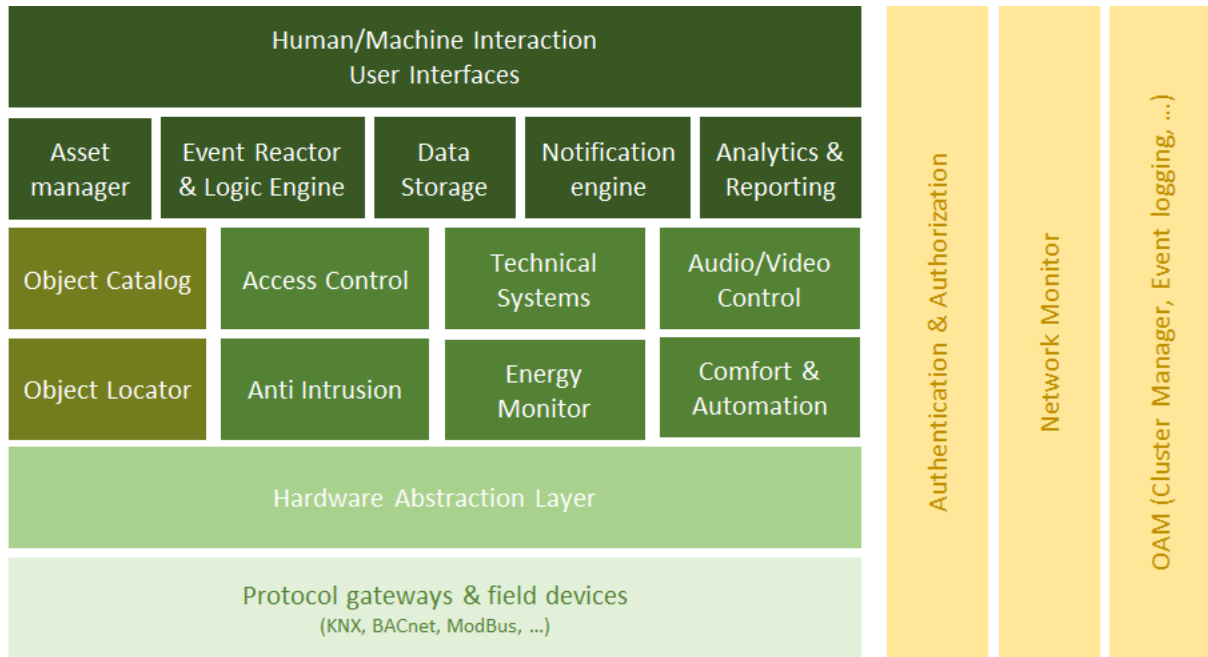 Human/Machine Interaction
User Interfaces
Asset
manager
Event Reactor
& Logic Engine
Data
Storage
Notification
engine
Analytics &
Reporting
Object Catalog
Access Control
Technical
Systems
Audio/Video
Control
Object Locator
Anti Intrusion
Energy
Monitor
Comfort &
Automation
Hardware Abstraction Layer
Protocol gateways & field devices
(KNX, BACnet, ModBus, ...)
Authentication & Authorization
Network Monitor
OAM (Cluster Manager, Event logging, ...)